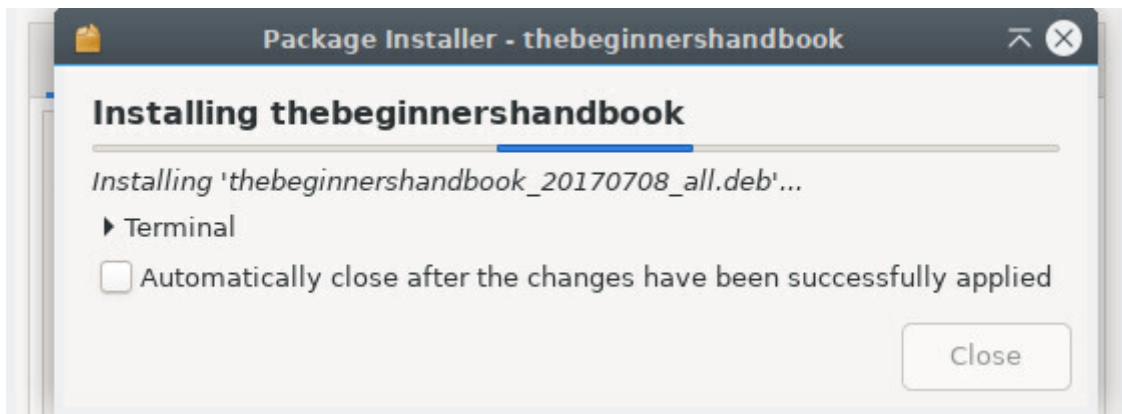 Package Installer - thebeginnershandbook
Installing thebeginnershandbook
Installing 'thebeginnershandbook_20170708_all.deb'...
Terminal
Automatically close after the changes have been successfully applied
Close